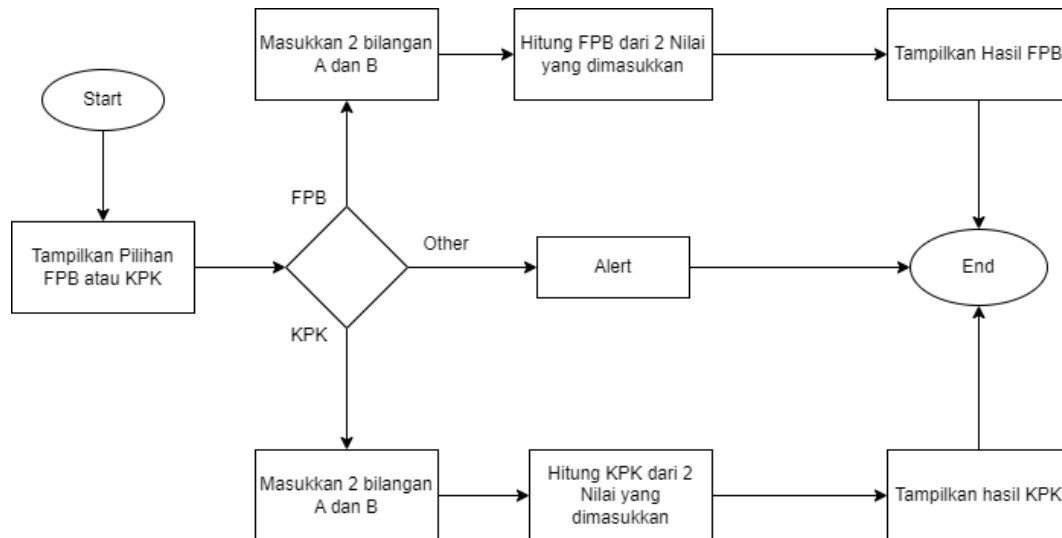 Start
Tampilkan Pilihan
FPB atau KPK
FPB
Masukkan 2 bilangan
A dan B
Hitung FPB dari 2 Nilai
yang dimasukkan
Tampilkan Hasil FPB
Other
Alert
End
KPK
Masukkan 2 bilangan
A dan B
Hitung KPK dari 2
Nilai yang
dimasukkan
Tampilkan hasil KPK